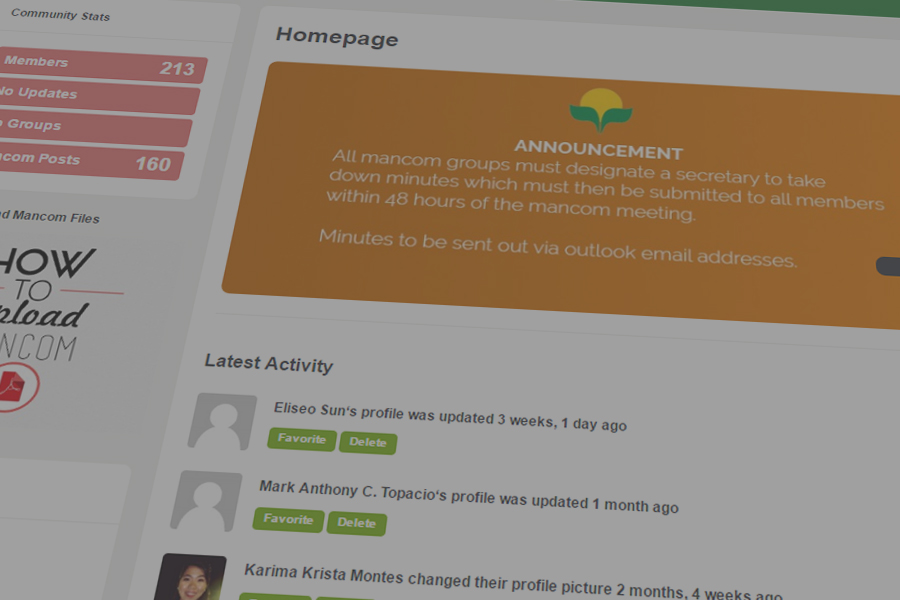 Community Stats
Members 213
No Updates
Groups
Posts 160
Mancom Files
HOW
TO
MANCOM
Homepage
ANNOUNCEMENT
All mancom groups must designate a secretary to take
down minutes which must then be submitted to all members
within 48 hours of the mancom meeting.
Minutes to be sent out via outlook email addresses.
Latest Activity
Eliseo Sun's profile was updated 3 weeks, 1 day ago
Favorite Delete
Mark Anthony C. Topacio's profile was updated 1 month ago
Favorite Delete
Karima Krista Montes changed their profile picture 2 months, 4 weeks ago